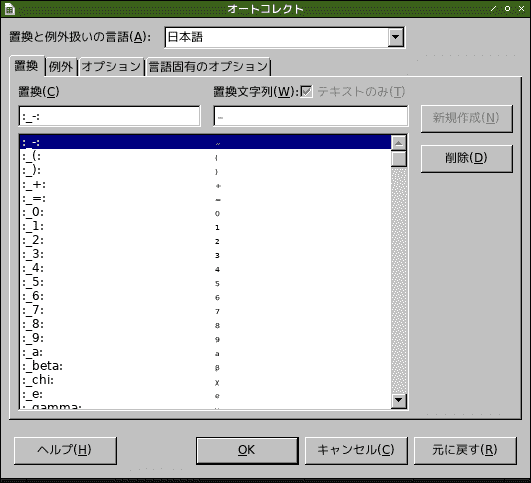 オートコレクト
置換と例外扱いの言語(A): 日本語
置換 例外 オプション 言語固有のオプション
置換(C) 置換文字列(W): テキストのみ(T)
:_-: 新規作成(N)
:_-:
:_(: ₍
:_): ₎ 削除(D)
:_+: ₊
:_=: ₌
:_0: ₀
:_1: ₁
:_2: ₂
:_3: ₃
:_4: ₄
:_5: ₅
:_6: ₆
:_7: ₇
:_8: ₈
:_9: ₉
:_a: ₐ
:_beta: ᵦ
:_chi: ᵪ
:_e: ₑ
:_gamma:
ヘルプ(H) OK キャンセル(C) 元に戻す(R)